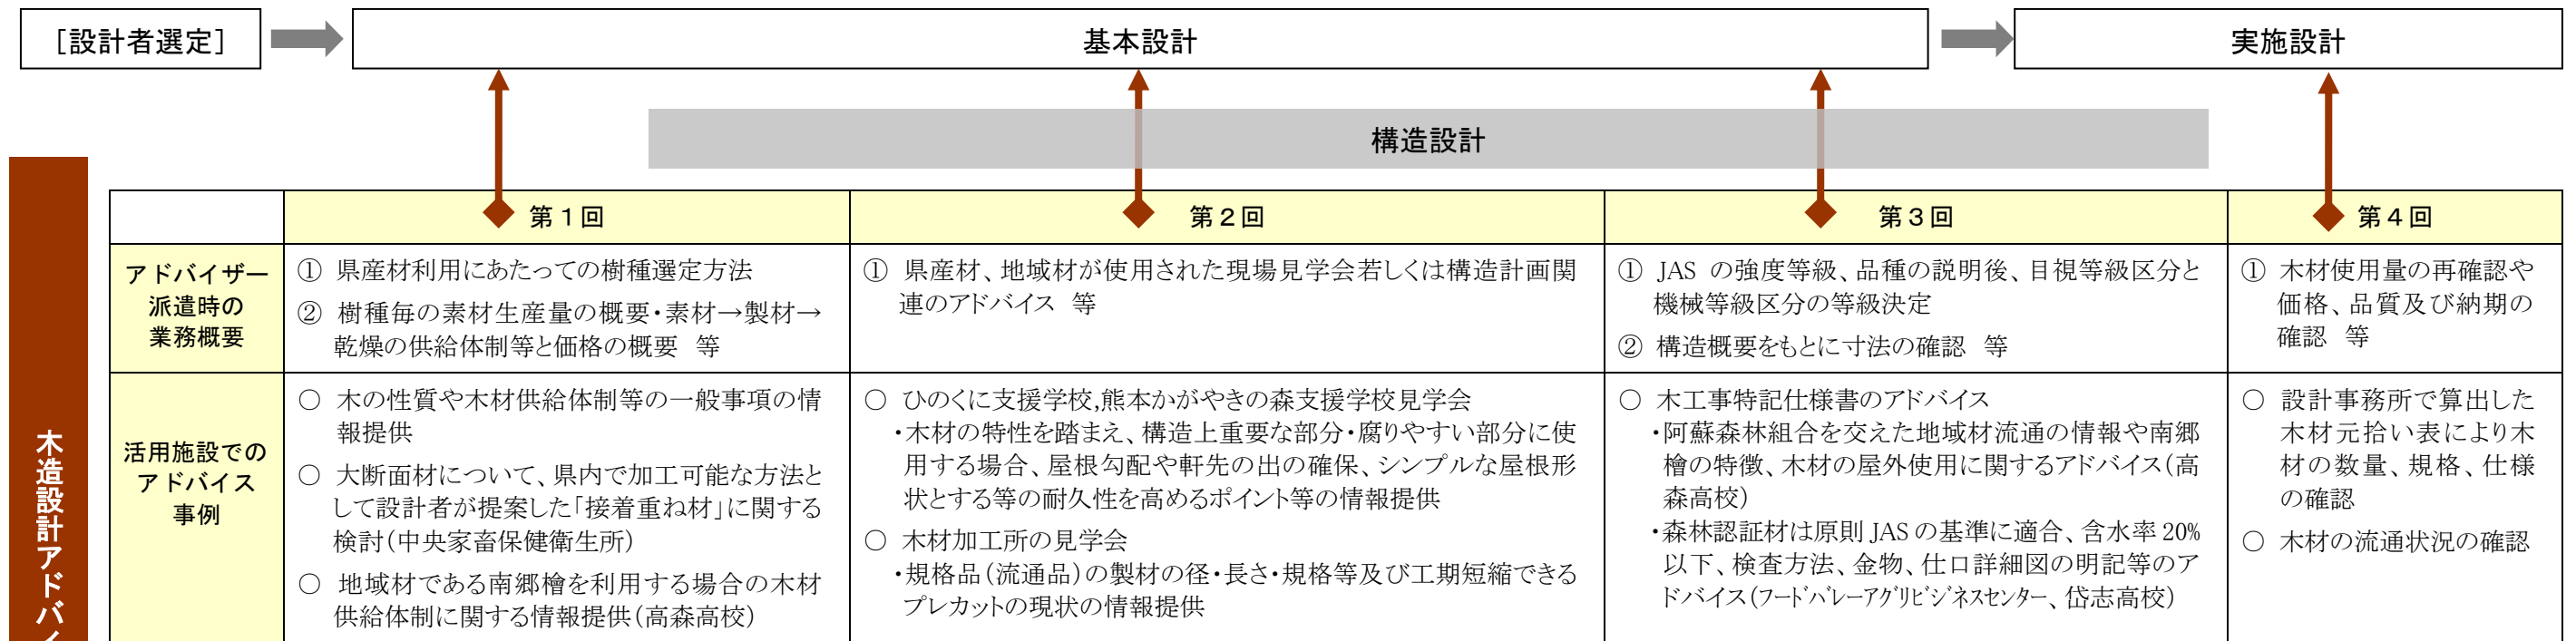 ［設計者選定］
基本設計
実施設計
構造設計
木造設計アドバイ
第１回
第２回
第３回
第４回
アドバイザー
派遣時の
業務概要
① 県産材利用にあたっての樹種選定方法
② 樹種毎の素材生産量の概要・素材→製材→
乾燥の供給体制等と価格の概要　等
① 県産材、地域材が使用された現場見学会若しくは構造計画関
連のアドバイス　等
① JAS の強度等級、品種の説明後、目視等級区分と
機械等級区分の等級決定
② 構造概要をもとに寸法の確認　等
① 木材使用量の再確認や
価格、品質及び納期の
確認　等
活用施設での
アドバイス
事例
○ 木の性質や木材供給体制等の一般事項の情
報提供
○ 大断面材について、県内で加工可能な方法と
して設計者が提案した「接着重ね材」に関する
検討（中央家畜保健衛生所）
○ 地域材である南郷檜を利用する場合の木材
供給体制に関する情報提供（高森高校）
○ ひのくに支援学校,熊本かがやきの森支援学校見学会
・木材の特性を踏まえ、構造上重要な部分・腐りやすい部分に使
用する場合、屋根勾配や軒先の出の確保、シンプルな屋根形
状とする等の耐久性を高めるポイント等の情報提供
○ 木材加工所の見学会
・規格品（流通品）の製材の径・長さ・規格等及び工期短縮できる
プレカットの現状の情報提供
○ 木工事特記仕様書のアドバイス
・阿蘇森林組合を交えた地域材流通の情報や南郷
檜の特徴、木材の屋外使用に関するアドバイス（高
森高校）
・森林認証材は原則 JAS の基準に適合、含水率 20%
以下、検査方法、金物、仕口詳細図の明記等のア
ドバイス（ﾌｰﾄﾞﾊﾞﾚｰｱｸﾞﾘﾋﾞｼﾞﾈｽｾﾝﾀｰ、岱志高校）
○ 設計事務所で算出した
木材元拾い表により木
材の数量、規格、仕様
の確認
○ 木材の流通状況の確認